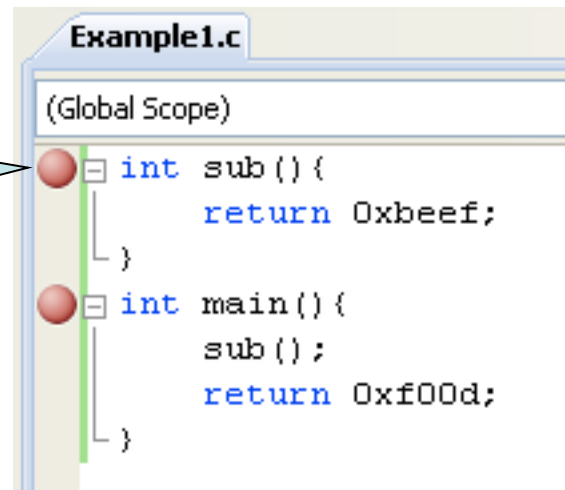 Example1.c
(Global Scope)
int sub(){
return 0xbeef;
}
int main(){
sub();
return 0xf00d;
}